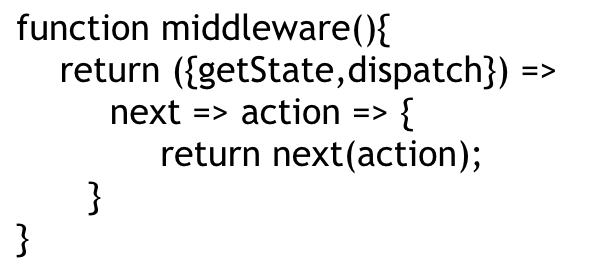 function middleware(){
return ({getState,dispatch}) =>
next => action => {
return next(action);
}
}